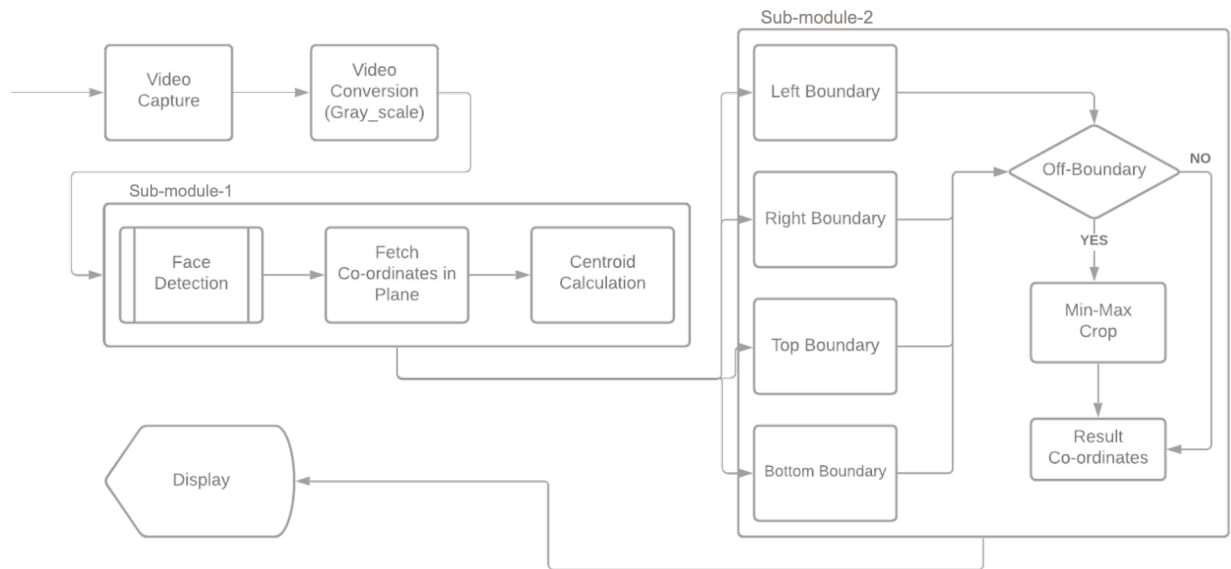 Sub-module-2
Video
Capture
Video
Conversion
(Gray_scale)
Left Boundary
Off-Boundary
NO
Sub-module-1
Right Boundary
YES
Face
Detection
Fetch
Co-ordinates in
Plane
Centroid
Calculation
Min-Max
Crop
Top Boundary
Result
Co-ordinates
Bottom Boundary
Display